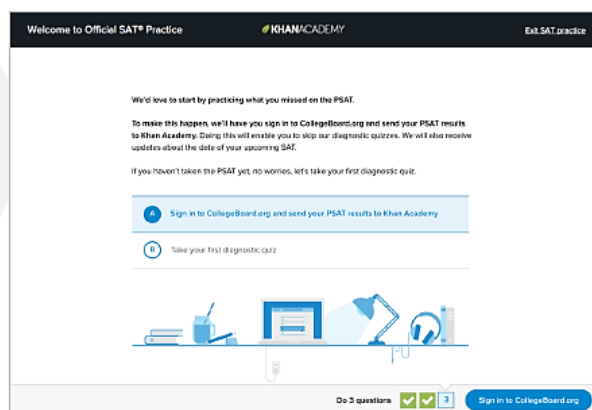 Welcome to Official SAT® Practice
KHANACADEMY
Exit SAT practice
We'd love to start by practicing what you missed on the PSAT.
To make this happen, we'll have you sign in to CollegeBoard.org and send your PSAT results
to Khan Academy. Doing this will enable you to skip our diagnostic quizzes. We will also receive
updates about the date of your upcoming SAT.
If you haven't taken the PSAT yet, no worries, let's take your first diagnostic quiz.
A Sign in to CollegeBoard.org and send your PSAT results to Khan Academy
B Take your first diagnostic quiz
Do 3 questions 3 Sign in to CollegeBoard.org